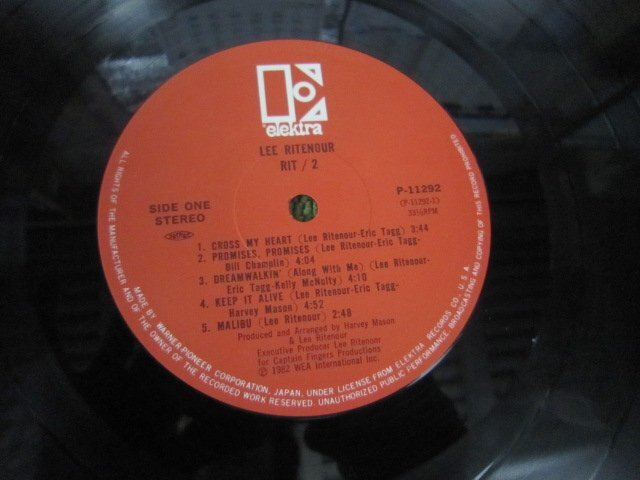 elektra
LEE RITENOUR
RIT / 2
P-11292
(P-11292-1)
33⅓RPM
SIDE ONE
STEREO
1. CROSS MY HEART (Lee Ritenour-Eric Tagg) 3:44
2. PROMISES, PROMISES (Lee Ritenour-Eric Tagg-
Bill Champlin) 4:04
3. DREAMWALKIN' (Along With Me) (Lee Ritenour-
Eric Tagg-Kelly McNulty) 4:10
4. KEEP IT ALIVE (Lee Ritenour-Eric Tagg-
Harvey Mason) 4:52
5. MALIBU (Lee Ritenour) 2:48
Produced and Arranged by Harvey Mason
& Lee Ritenour
Executive Producer Lee Ritenour
for Captain Fingers Productions
℗ 1982 WEA International Inc.
MADE BY WARNER-PIONEER CORPORATION, JAPAN, UNDER LICENSE FROM ELEKTRA RECORDS CO., U.S.A.
ALL RIGHTS OF THE MANUFACTURER AND OF THE OWNER OF THE RECORDED WORK RESERVED. UNAUTHORIZED PUBLIC PERFORMANCE, BROADCASTING AND COPYING OF THIS RECORD PROHIBITED